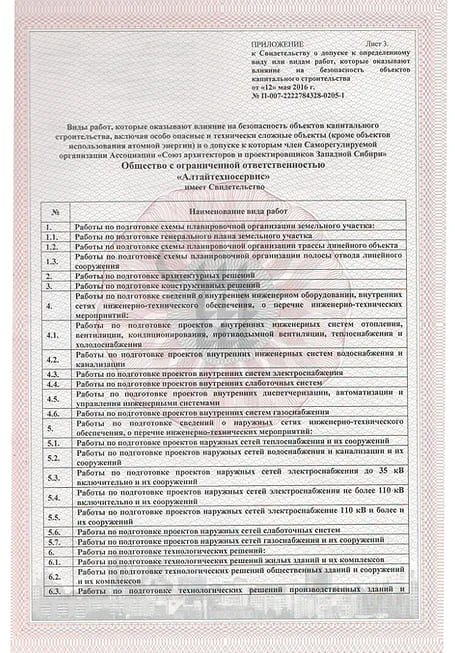 ПРИЛОЖЕНИЕ Лист 3.
к Свидетельству о допуске к определенному
виду или видам работ, которые оказывают
влияние на безопасность объектов
капитального строительства
от «12» мая 2016 г.
№ П-007-2222784328-0205-1
Виды работ, которые оказывают влияние на безопасность объектов капитального
строительства, включая особо опасные и технически сложные объекты (кроме объектов
использования атомной энергии) и о допуске к которым член Саморегулируемой
организации Ассоциации «Союз архитекторов и проектировщиков Западной Сибири»
Общество с ограниченной ответственностью
«Алтайтехносервис»
имеет Свидетельство
№ Наименование вида работ
1. Работы по подготовке схемы планировочной организации земельного участка:
1.1. Работы по подготовке генерального плана земельного участка
1.2. Работы по подготовке схемы планировочной организации трассы линейного объекта
1.3. Работы по подготовке схемы планировочной организации полосы отвода линейного
сооружения
2. Работы по подготовке архитектурных решений
3. Работы по подготовке конструктивных решений
4. Работы по подготовке сведений о внутреннем инженерном оборудовании, внутренних
сетях инженерно-технического обеспечения, о перечне инженерно-технических
мероприятий:
4.1. Работы по подготовке проектов внутренних инженерных систем отопления,
вентиляции, кондиционирования, противодымной вентиляции, теплоснабжения и
холодоснабжения
4.2. Работы по подготовке проектов внутренних инженерных систем водоснабжения и
канализации
4.3. Работы по подготовке проектов внутренних систем электроснабжения
4.4. Работы по подготовке проектов внутренних слаботочных систем
4.5. Работы по подготовке проектов внутренних диспетчеризации, автоматизации и
управления инженерными системами
4.6. Работы по подготовке проектов внутренних систем газоснабжения
5. Работы по подготовке сведений о наружных сетях инженерно-технического
обеспечения, о перечне инженерно-технических мероприятий:
5.1. Работы по подготовке проектов наружных сетей теплоснабжения и их сооружений
5.2. Работы по подготовке проектов наружных сетей водоснабжения и канализации и их
сооружений
5.3. Работы по подготовке проектов наружных сетей электроснабжения до 35 кВ
включительно и их сооружений
5.4. Работы по подготовке проектов наружных сетей электроснабжения не более 110 кВ
включительно и их сооружений
5.5. Работы по подготовке проектов наружных сетей электроснабжение 110 кВ и более и
их сооружений
5.6. Работы по подготовке проектов наружных сетей слаботочных систем
5.7. Работы по подготовке проектов наружных сетей газоснабжения и их сооружений
6. Работы по подготовке технологических решений:
6.1. Работы по подготовке технологических решений жилых зданий и их комплексов
6.2. Работы по подготовке технологических решений общественных зданий и сооружений
и их комплексов
6.3. Работы по подготовке технологических решений производственных зданий и